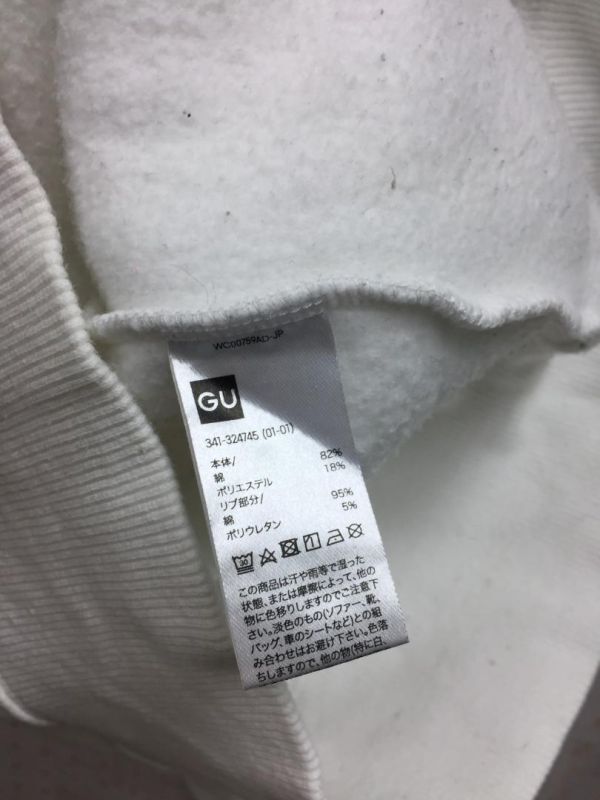 WC00759AD-JP
GU
341-324745 (01-01)
本体/
綿 82%
ポリエステル 18%
リブ部分/
綿 95%
ポリウレタン 5%
30
この商品は汗や雨等で湿った
状態、または摩擦によって、他の
物に色移りしますのでご注意下
さい。淡色のもの(ソファー、靴、
バッグ、車のシートなど)との組
み合わせはお避け下さい。色落
ちしますので、他の物(特に白、